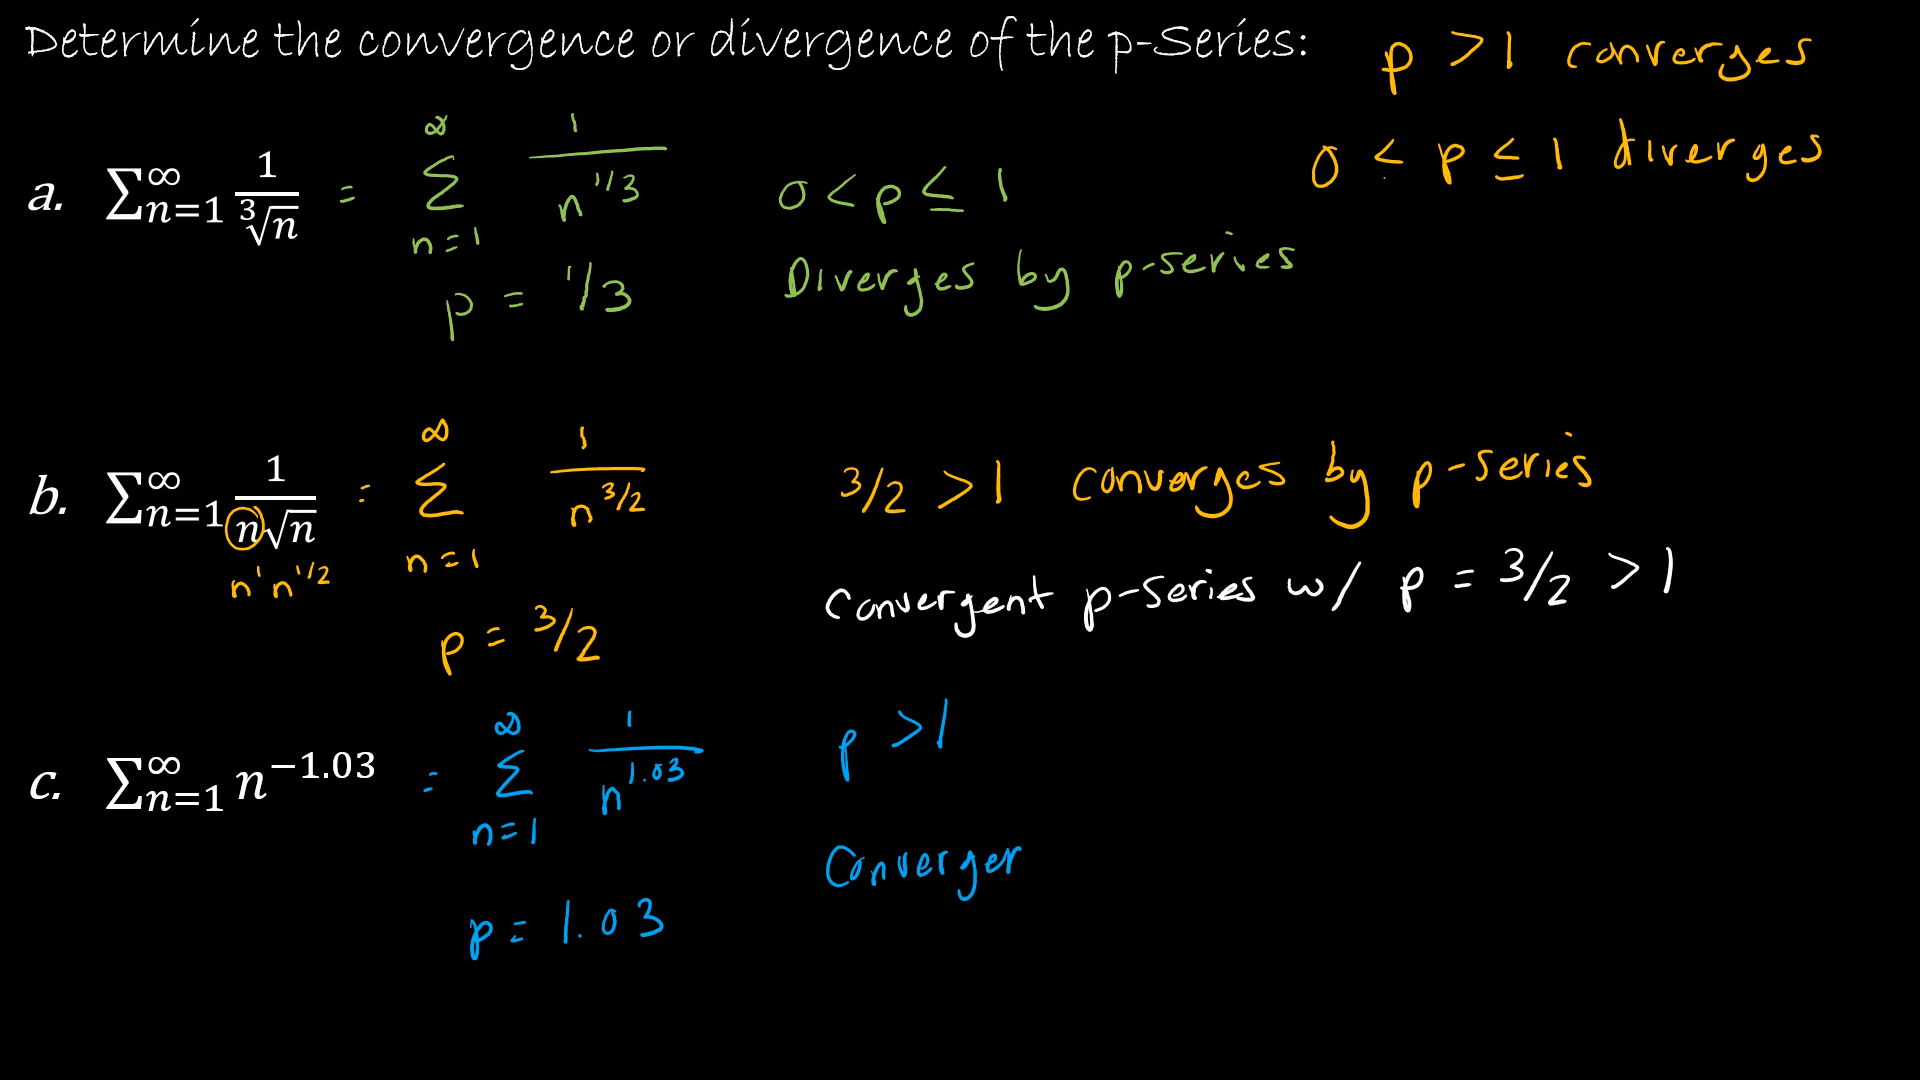 Determine the convergence or divergence of the p-Series:
p > 1 converges
0 < p ≤ 1 diverges
a. ∑_{n=1}^{∞} 1/∛n = ∑_{n=1}^{∞} 1/n^{1/3}
0 < p ≤ 1
p = 1/3
Diverges by p-series
b. ∑_{n=1}^{∞} 1/(n√n) = ∑_{n=1}^{∞} 1/n^{3/2}
3/2 > 1 converges by p-series
n^1 n^{1/2}
Convergent p-series w/ p = 3/2 > 1
p = 3/2
c. ∑_{n=1}^{∞} n^{−1.03} = ∑_{n=1}^{∞} 1/n^{1.03}
p > 1
Converger
p = 1.03